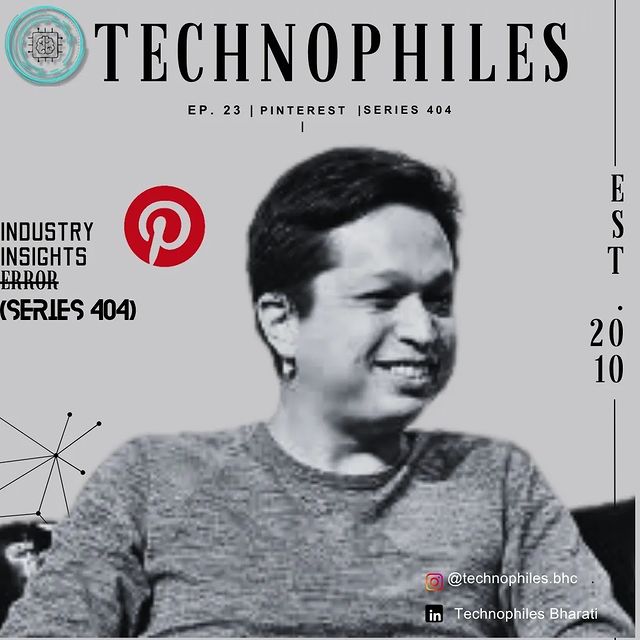 TECHNOPHILES
EP. 23 | PINTEREST | SERIES 404
|
INDUSTRY
INSIGHTS
ERROR
(SERIES 404)
EST.
20
10
@technophiles.bhc .
Technophiles Bharati